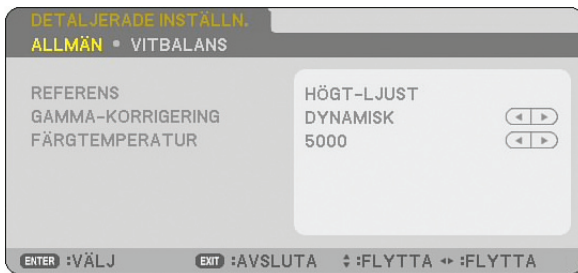 DETALJERADE INSTÄLLN.
ALLMÄN • VITBALANS
REFERENS HÖGT-LJUST
GAMMA-KORRIGERING DYNAMISK
FÄRGTEMPERATUR 5000
ENTER :VÄLJ EXIT :AVSLUTA :FLYTTA :FLYTTA